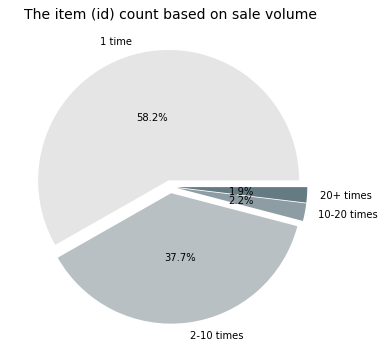 The item (id) count based on sale volume
1 time
58.2%
1.9%
20+ times
2.2%
10-20 times
37.7%
2-10 times